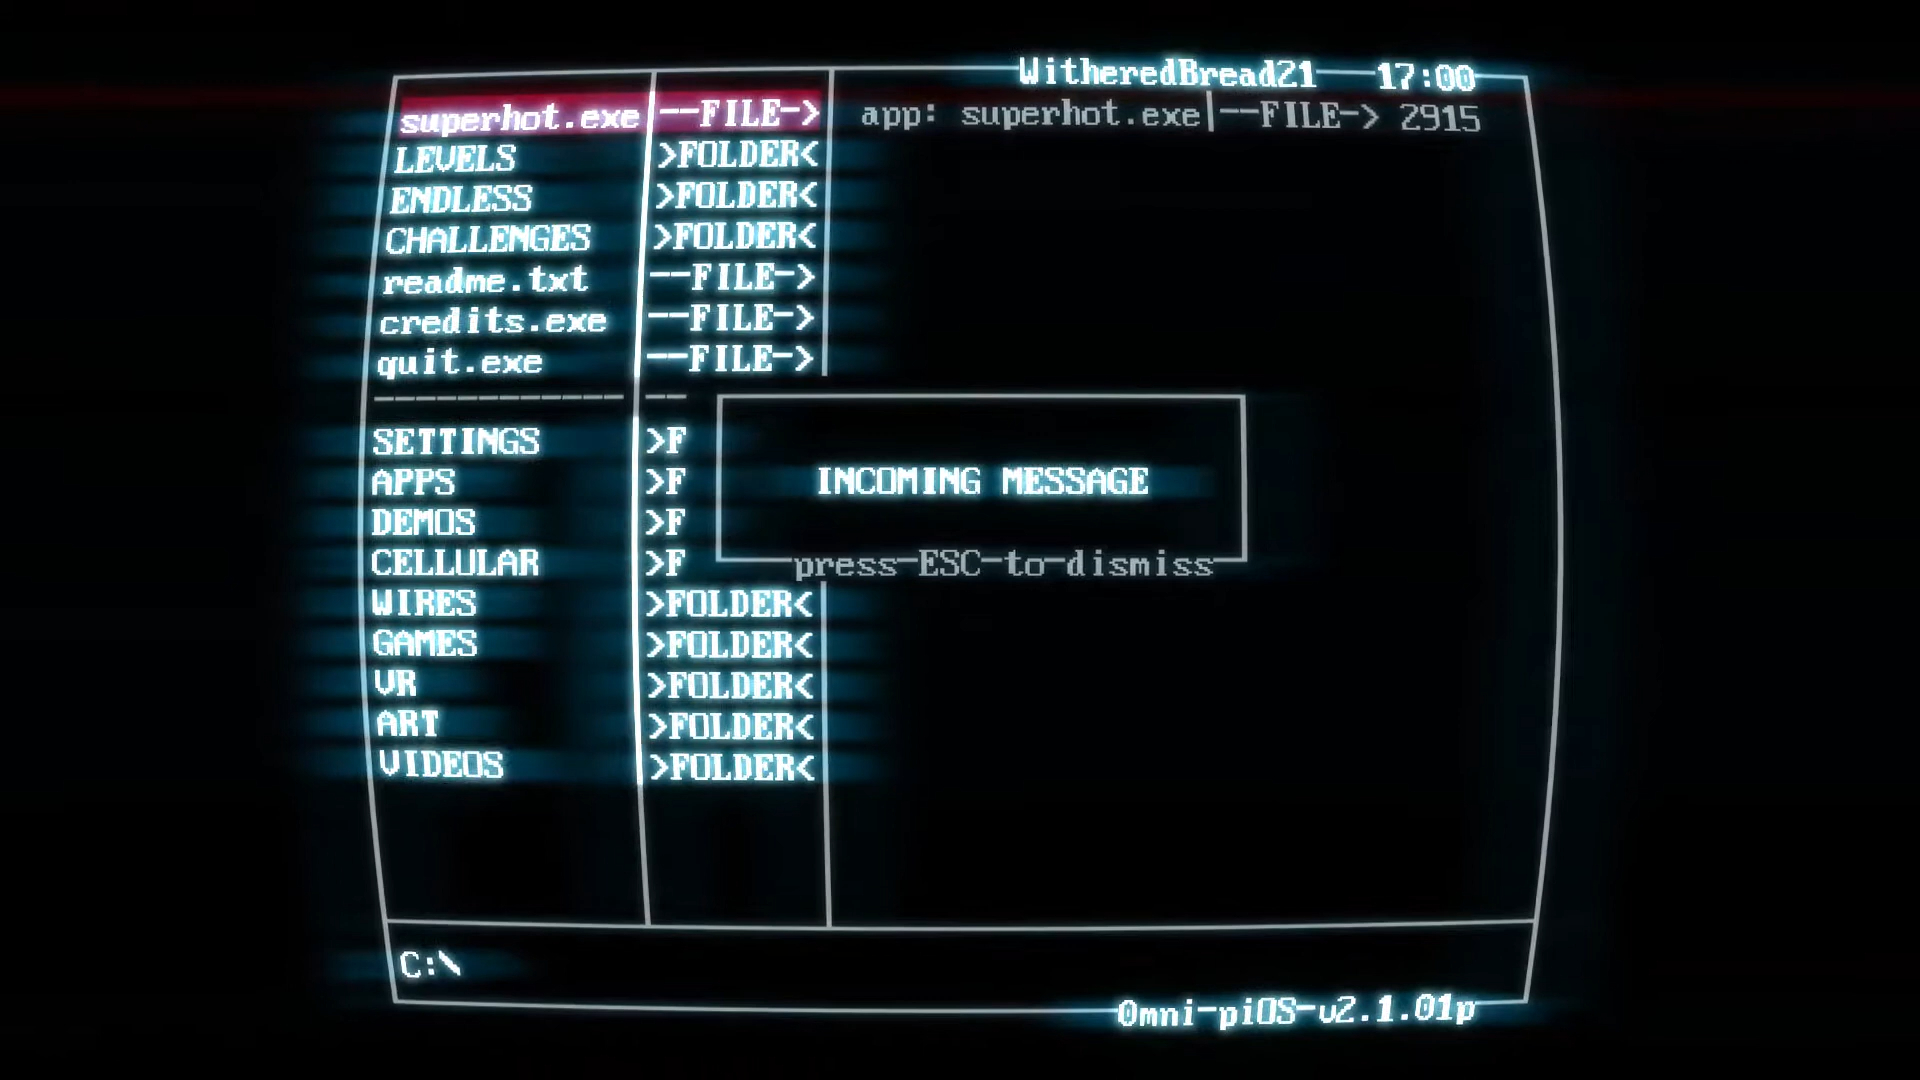 WitheredBread21 17:00
superhot.exe --FILE-> app: superhot.exe|--FILE-> 2915
LEVELS >FOLDER<
ENDLESS >FOLDER<
CHALLENGES >FOLDER<
readme.txt --FILE->
credits.exe --FILE->
quit.exe --FILE->
SETTINGS >F
APPS >F
INCOMING MESSAGE
DEMOS >F
CELLULAR >F
press-ESC-to-dismiss
WIRES >FOLDER<
GAMES >FOLDER<
VR >FOLDER<
ART >FOLDER<
VIDEOS >FOLDER<
C:\
Omni-piOS-v2.1.01p